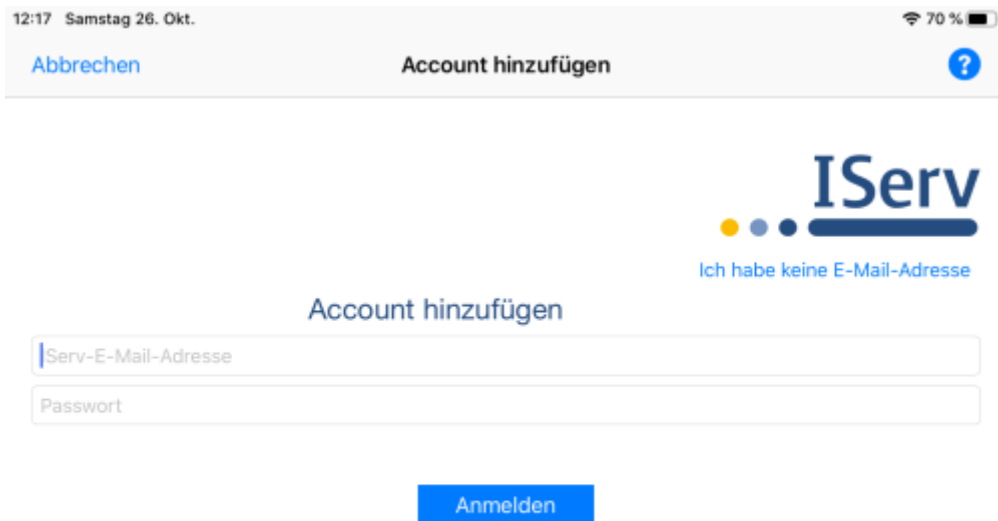 12:17 Samstag 26. Okt. 70 %
Abbrechen Account hinzufügen ?
IServ
Ich habe keine E-Mail-Adresse
Account hinzufügen
IServ-E-Mail-Adresse
Passwort
Anmelden